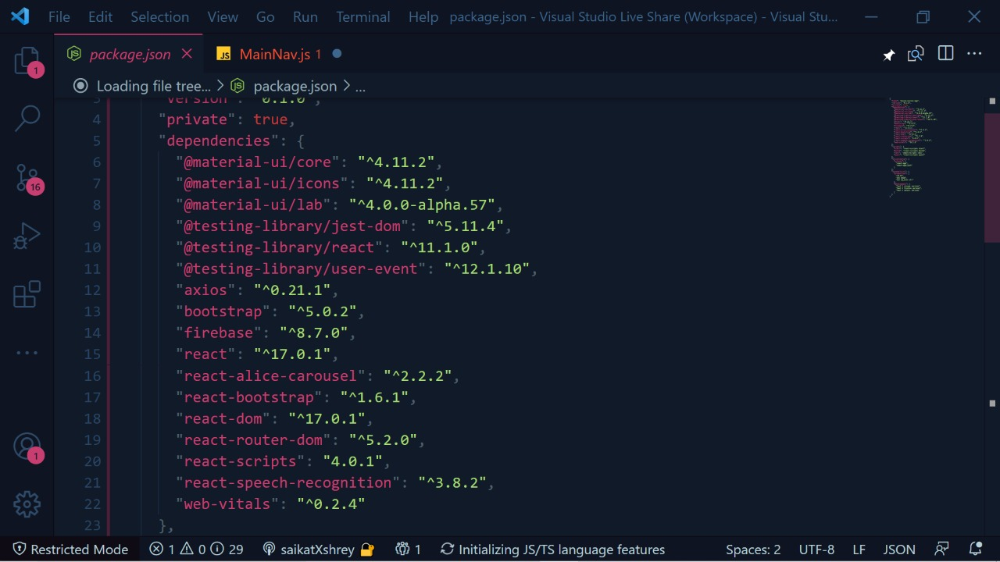 File Edit Selection View Go Run Terminal Help package.json - Visual Studio Live Share (Workspace) - Visual Stu...
package.json MainNav.js 1
Loading file tree... > package.json > ...
3 "version": "0.1.0",
4 "private": true,
5 "dependencies": {
6 "@material-ui/core": "^4.11.2",
7 "@material-ui/icons": "^4.11.2",
8 "@material-ui/lab": "^4.0.0-alpha.57",
9 "@testing-library/jest-dom": "^5.11.4",
10 "@testing-library/react": "^11.1.0",
11 "@testing-library/user-event": "^12.1.10",
12 "axios": "^0.21.1",
13 "bootstrap": "^5.0.2",
14 "firebase": "^8.7.0",
15 "react": "^17.0.1",
16 "react-alice-carousel": "^2.2.2",
17 "react-bootstrap": "^1.6.1",
18 "react-dom": "^17.0.1",
19 "react-router-dom": "^5.2.0",
20 "react-scripts": "4.0.1",
21 "react-speech-recognition": "^3.8.2",
22 "web-vitals": "^0.2.4"
23 },
1
16
1
Restricted Mode 1 0 29 saikatXshrey 1 Initializing JS/TS language features Spaces: 2 UTF-8 LF JSON